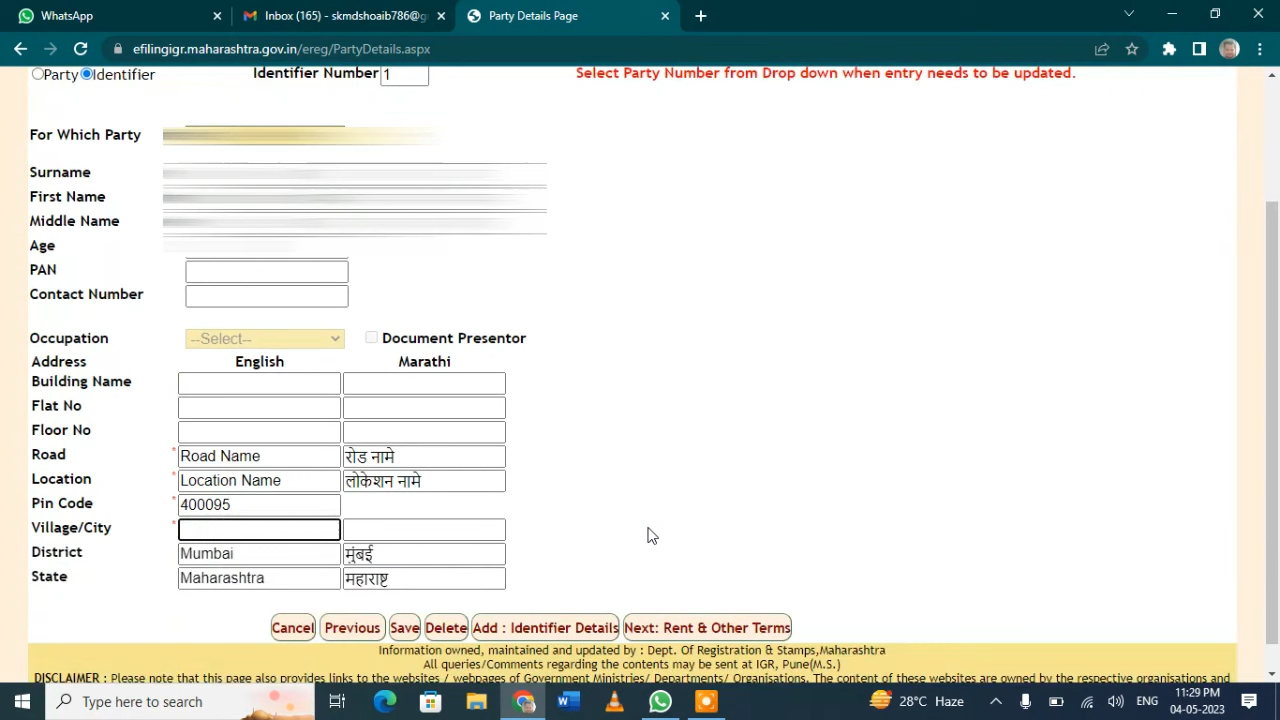 WhatsApp
Inbox (165) - skmdshoaib786@g
Party Details Page
efilingigr.maharashtra.gov.in/ereg/PartyDetails.aspx
Party Identifier Identifier Number 1 Select Party Number from Drop down when entry needs to be updated.
For Which Party
Surname
First Name
Middle Name
Age
PAN
Contact Number
Occupation --Select-- Document Presentor
Address English Marathi
Building Name
Flat No
Floor No
Road * Road Name रोड नामे
Location * Location Name लोकेशन नामे
Pin Code * 400095
Village/City *
District Mumbai मुंबई
State Maharashtra महाराष्ट्र
Cancel Previous Save Delete Add : Identifier Details Next: Rent & Other Terms
Information owned, maintained and updated by : Dept. Of Registration & Stamps,Maharashtra
All queries/Comments regarding the contents may be sent at IGR, Pune(M.S.)
DISCLAIMER : Please note that this page also provides links to the websites / webpages of Government Ministries/ Departments/ Organisations. The content of these websites are owned by the respective organisations and
Type here to search
28°C Haze
ENG
11:29 PM
04-05-2023